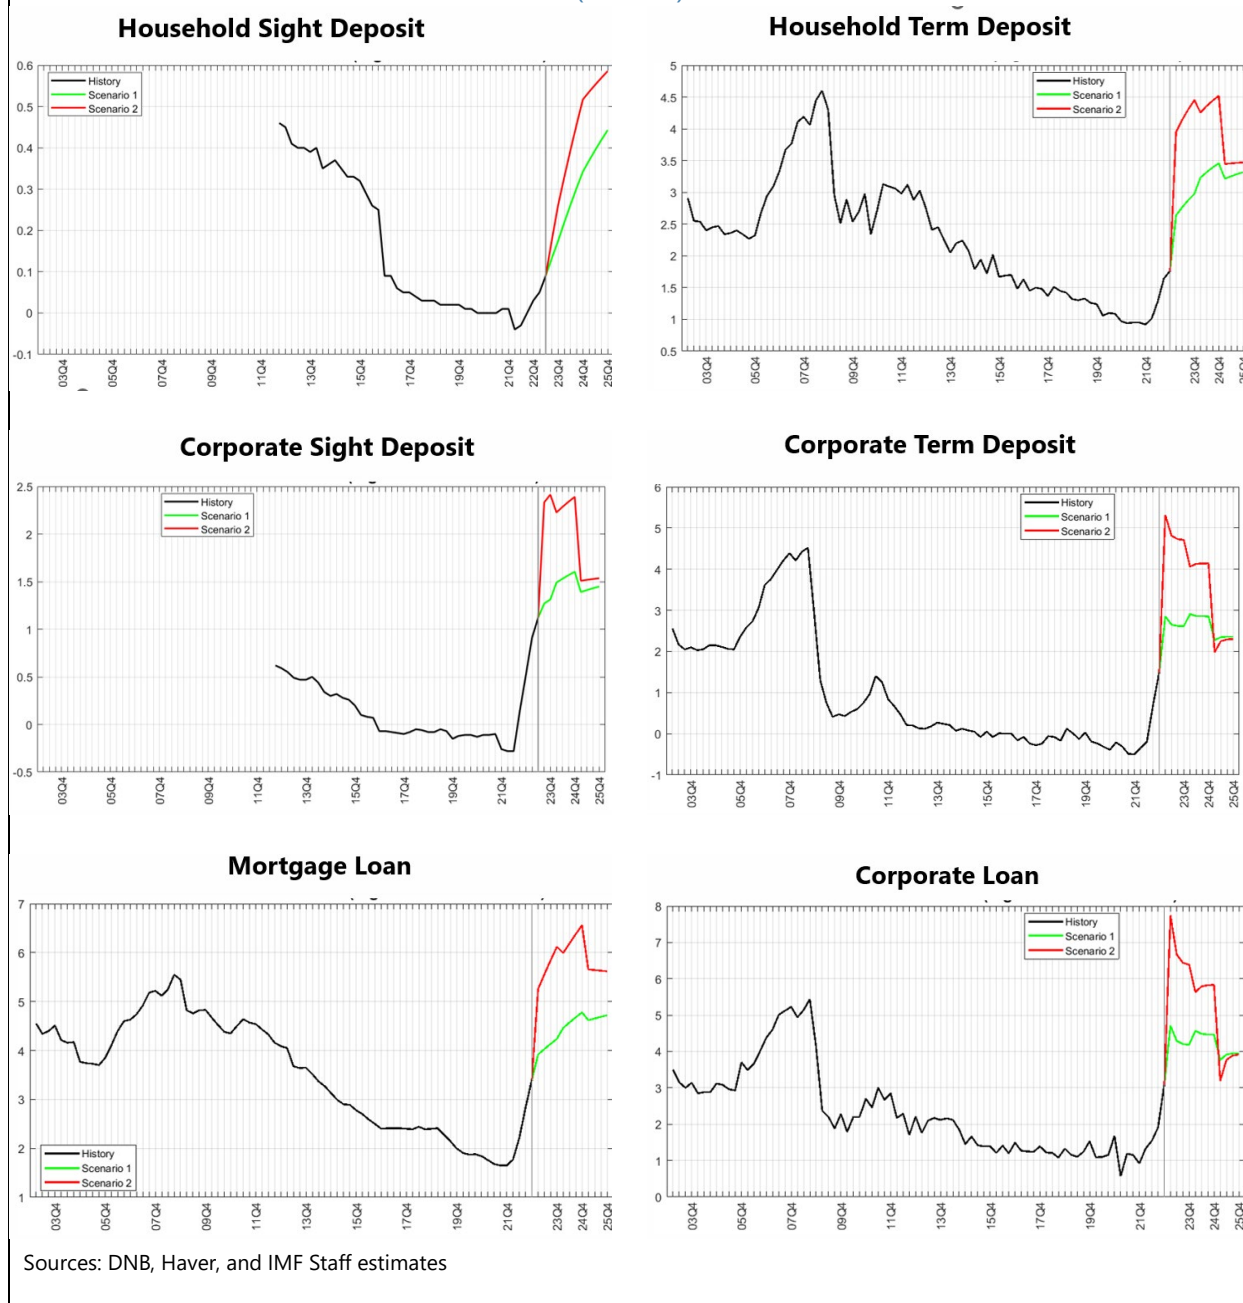 Household Sight Deposit
0.6
0.5
0.4
0.3
0.2
0.1
0
-0.1
History
Scenario 1
Scenario 2
03Q4
05Q4
07Q4
09Q4
11Q4
13Q4
15Q4
17Q4
19Q4
21Q4
22Q4
23Q4
24Q4
25Q4
Household Term Deposit
5
4.5
4
3.5
3
2.5
2
1.5
1
0.5
History
Scenario 1
Scenario 2
03Q4
05Q4
07Q4
09Q4
11Q4
13Q4
15Q4
17Q4
19Q4
21Q4
23Q4
24Q4
Corporate Sight Deposit
2.5
2
1.5
1
0.5
0
-0.5
History
Scenario 1
Scenario 2
03Q4
05Q4
07Q4
09Q4
11Q4
13Q4
15Q4
17Q4
19Q4
21Q4
23Q4
24Q4
25Q4
Corporate Term Deposit
6
5
4
3
2
1
0
-1
History
Scenario 1
Scenario 2
03Q4
05Q4
07Q4
09Q4
11Q4
13Q4
15Q4
17Q4
19Q4
21Q4
23Q4
24Q4
25Q4
Mortgage Loan
7
6
5
4
3
2
1
History
Scenario 1
Scenario 2
03Q4
05Q4
07Q4
09Q4
11Q4
13Q4
15Q4
17Q4
19Q4
21Q4
23Q4
24Q4
25Q4
Corporate Loan
8
7
6
5
4
3
2
1
0
History
Scenario 1
Scenario 2
03Q4
05Q4
07Q4
09Q4
11Q4
13Q4
15Q4
17Q4
19Q4
21Q4
23Q4
24Q4
25Q4
Sources: DNB, Haver, and IMF Staff estimates